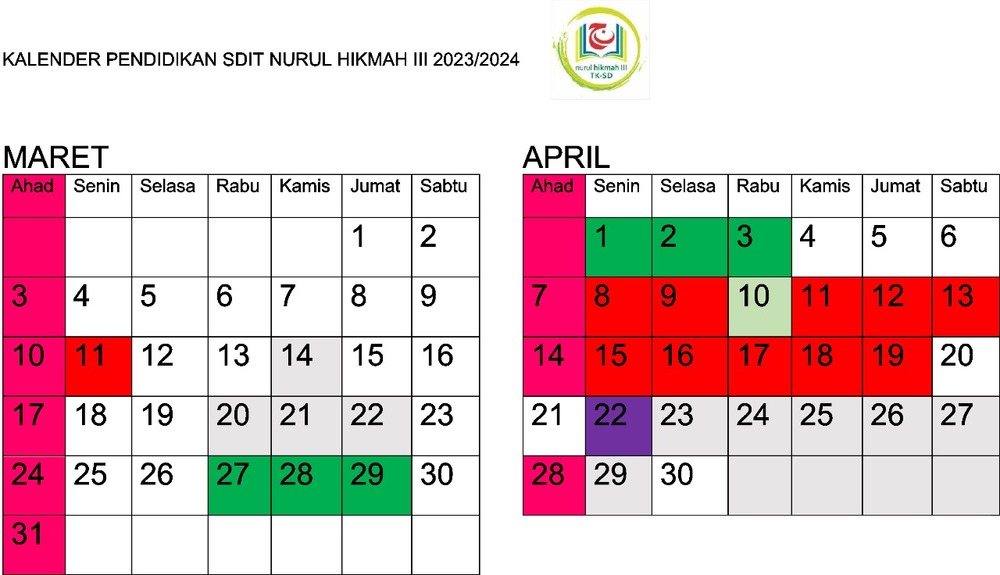 KALENDER PENDIDIKAN SDIT NURUL HIKMAH III 2023/2024
ج
nurul hikmah III
TK-SD
MARET
Ahad Senin Selasa Rabu Kamis Jumat Sabtu
1 2
3 4 5 6 7 8 9
10 11 12 13 14 15 16
17 18 19 20 21 22 23
24 25 26 27 28 29 30
31
APRIL
Ahad Senin Selasa Rabu Kamis Jumat Sabtu
1 2 3 4 5 6
7 8 9 10 11 12 13
14 15 16 17 18 19 20
21 22 23 24 25 26 27
28 29 30